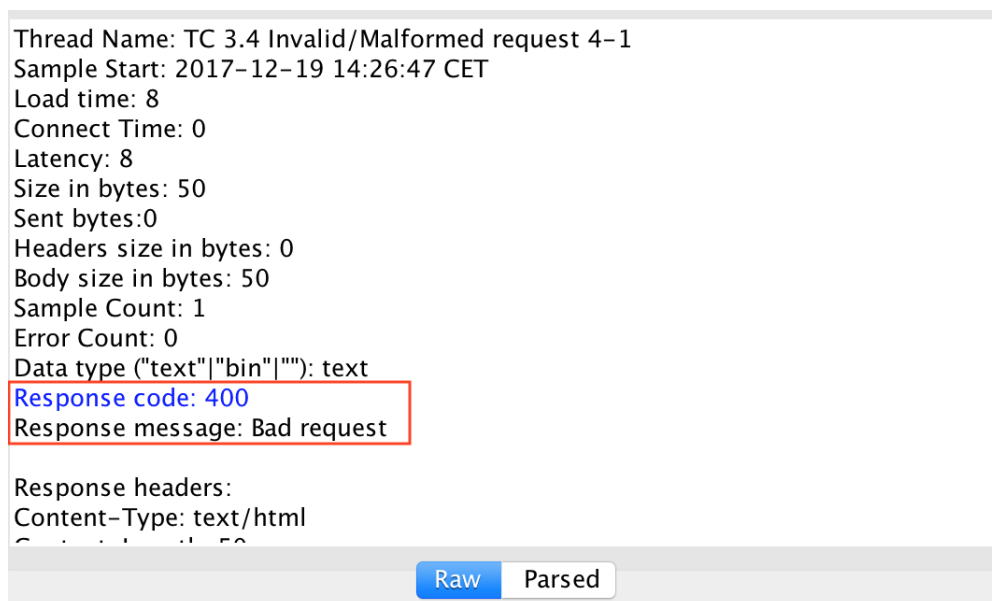 Thread Name: TC 3.4 Invalid/Malformed request 4-1
Sample Start: 2017-12-19 14:26:47 CET
Load time: 8
Connect Time: 0
Latency: 8
Size in bytes: 50
Sent bytes:0
Headers size in bytes: 0
Body size in bytes: 50
Sample Count: 1
Error Count: 0
Data type ("text"|"bin"|""): text
Response code: 400
Response message: Bad request
Response headers:
Content-Type: text/html
Raw Parsed